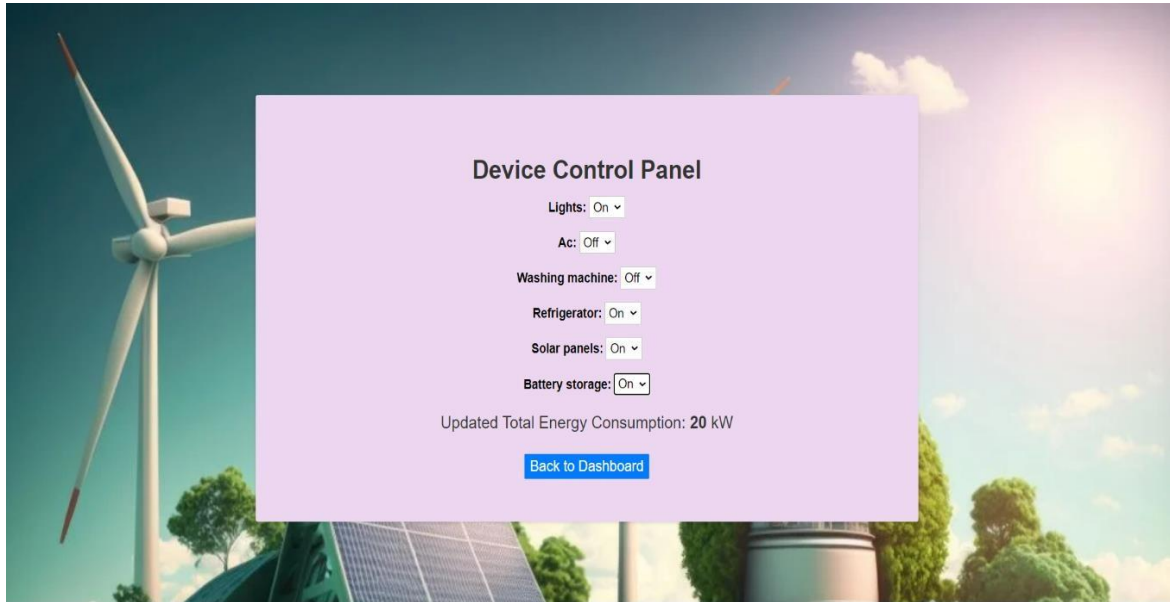 Device Control Panel
Lights: On
Ac: Off
Washing machine: Off
Refrigerator: On
Solar panels: On
Battery storage: On
Updated Total Energy Consumption: 20 kW
Back to Dashboard